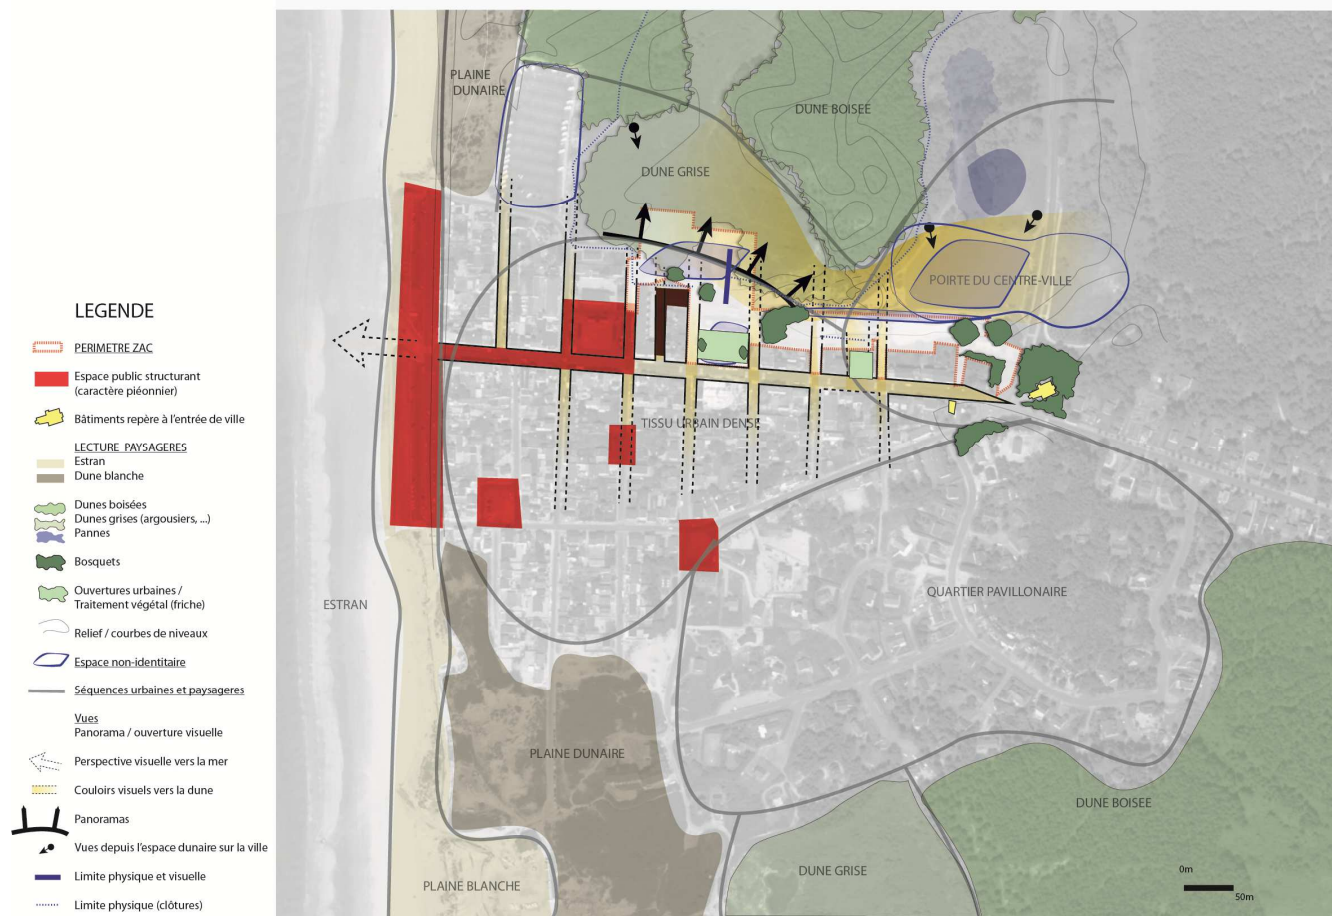 LEGENDE
PERIMETRE ZAC
Espace public structurant
(caractère piéonnier)
Bâtiments repère à l'entrée de ville
LECTURE PAYSAGERES
Estran
Dune blanche
Dunes boisées
Dunes grises (argousiers, ...)
Pannes
Bosquets
Ouvertures urbaines /
Traitement végétal (friche)
Relief / courbes de niveaux
Espace non-identitaire
Séquences urbaines et paysageres
Vues
Panorama / ouverture visuelle
Perspective visuelle vers la mer
Couloirs visuels vers la dune
Panoramas
Vues depuis l'espace dunaire sur la ville
Limite physique et visuelle
Limite physique (clôtures)
PLAINE
DUNAIRE
DUNE BOISEE
DUNE GRISE
POIRTE DU CENTRE-VILLE
TISSU URBAIN DENSE
ESTRAN
QUARTIER PAVILLONAIRE
PLAINE DUNAIRE
DUNE BOISEE
DUNE GRISE
PLAINE BLANCHE
0m
50m